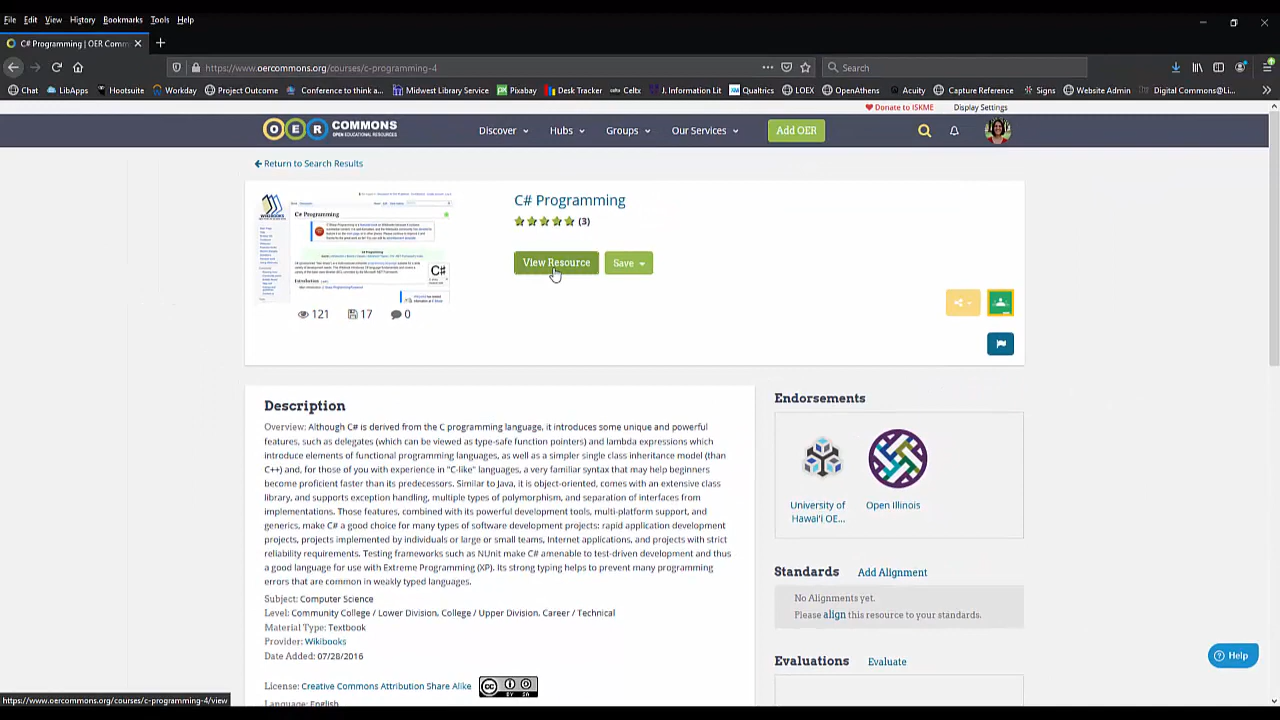 File Edit View History Bookmarks Tools Help
C# Programming | OER Comm
https://www.oercommons.org/courses/c-programming-4
Search
Chat LibApps Hootsuite Workday Project Outcome Conference to think a... Midwest Library Service Pixabay Desk Tracker Celtx J. Information Lit Qualtrics LOEX OpenAthens Acuity Capture Reference Signs Website Admin Digital Commons@Li...
Donate to ISKME Display Settings
OER COMMONS
OPEN EDUCATIONAL RESOURCES
Discover Hubs Groups Our Services Add OER
Return to Search Results
WIKIBOOKS
C# Programming
C# Programming
(3)
View Resource Save
C#
Introduction
121 17 0
Description
Overview: Although C# is derived from the C programming language, it introduces some unique and powerful
features, such as delegates (which can be viewed as type-safe function pointers) and lambda expressions which
introduce elements of functional programming languages, as well as a simpler single class inheritance model (than
C++) and, for those of you with experience in "C-like" languages, a very familiar syntax that may help beginners
become proficient faster than its predecessors. Similar to Java, it is object-oriented, comes with an extensive class
library, and supports exception handling, multiple types of polymorphism, and separation of interfaces from
implementations. Those features, combined with its powerful development tools, multi-platform support, and
generics, make C# a good choice for many types of software development projects: rapid application development
projects, projects implemented by individuals or large or small teams, Internet applications, and projects with strict
reliability requirements. Testing frameworks such as NUnit make C# amenable to test-driven development and thus
a good language for use with Extreme Programming (XP). Its strong typing helps to prevent many programming
errors that are common in weakly typed languages.
Subject: Computer Science
Level: Community College / Lower Division, College / Upper Division, Career / Technical
Material Type: Textbook
Provider: Wikibooks
Date Added: 07/28/2016
License: Creative Commons Attribution Share Alike
cc BY SA
Language: English
Endorsements
University of
Hawai'i OE...
Open Illinois
Standards Add Alignment
No Alignments yet.
Please align this resource to your standards.
Evaluations Evaluate
Help
https://www.oercommons.org/courses/c-programming-4/view